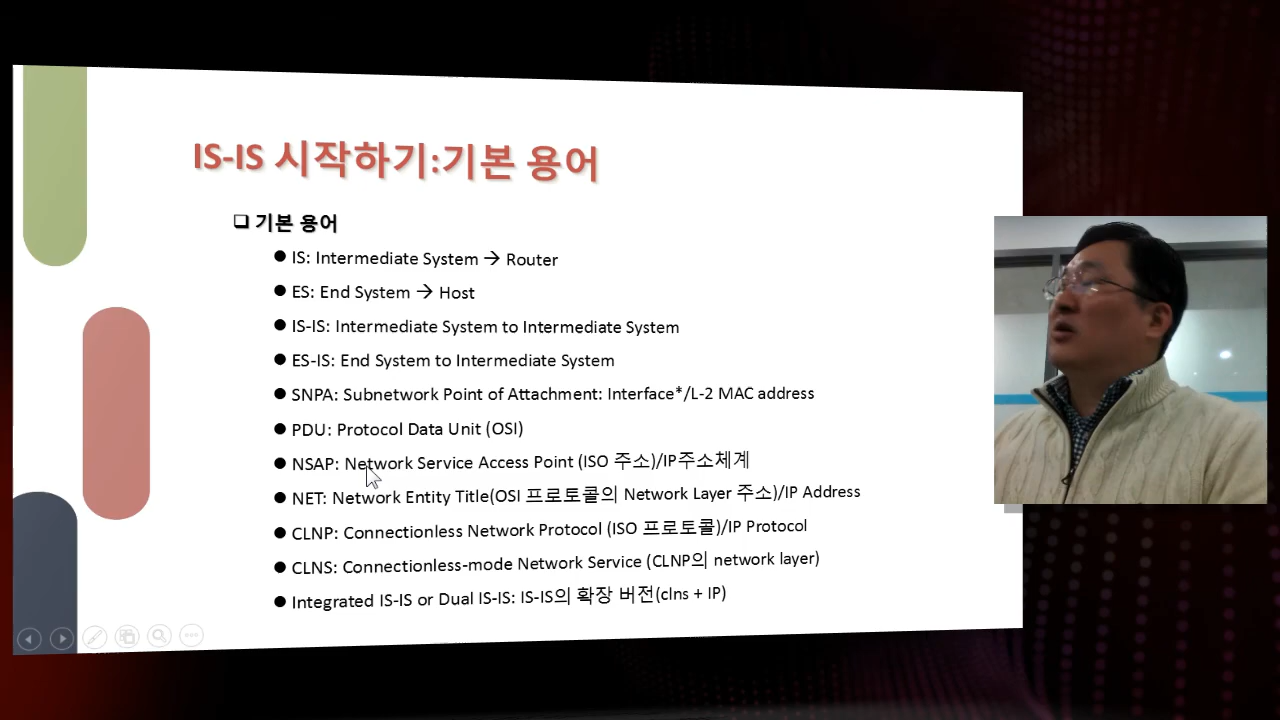 IS-IS 시작하기:기본 용어
❑ 기본 용어
● IS: Intermediate System → Router
● ES: End System → Host
● IS-IS: Intermediate System to Intermediate System
● ES-IS: End System to Intermediate System
● SNPA: Subnetwork Point of Attachment: Interface*/L-2 MAC address
● PDU: Protocol Data Unit (OSI)
● NSAP: Network Service Access Point (ISO 주소)/IP주소체계
● NET: Network Entity Title(OSI 프로토콜의 Network Layer 주소)/IP Address
● CLNP: Connectionless Network Protocol (ISO 프로토콜)/IP Protocol
● CLNS: Connectionless-mode Network Service (CLNP의 network layer)
● Integrated IS-IS or Dual IS-IS: IS-IS의 확장 버전(clns + IP)